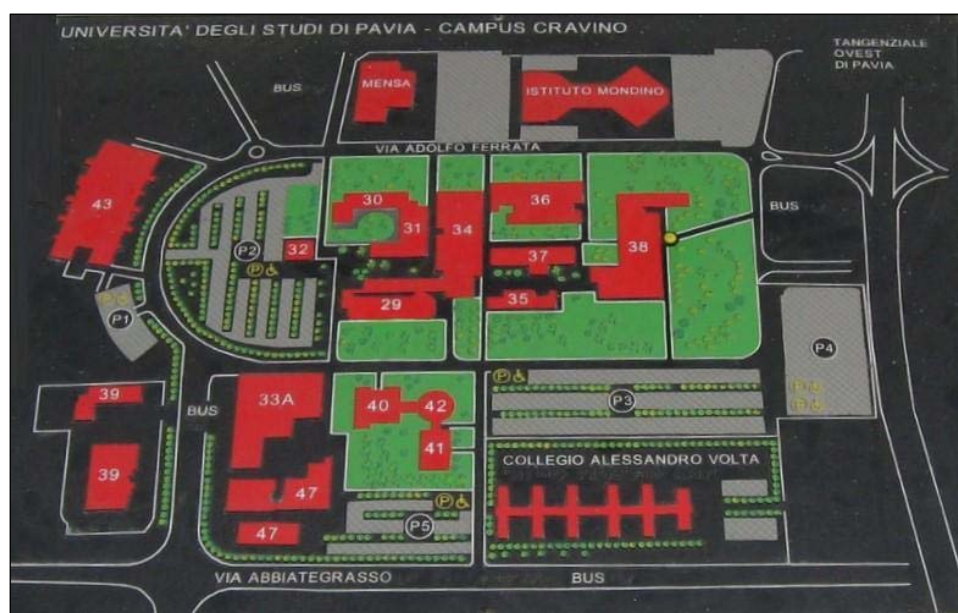 UNIVERSITA' DEGLI STUDI DI PAVIA - CAMPUS CRAVINO
TANGENZIALE
OVEST
DI PAVIA
BUS
MENSA
ISTITUTO MONDINO
VIA ADOLFO FERRATA
43
30
31
34
36
BUS
P2
32
37
38
P
29
35
P1
P
P4
P
P
P
39
BUS
33A
40
42
P
P3
41
39
47
COLLEGIO ALESSANDRO VOLTA
P
47
P5
VIA ABBIATEGRASSO
BUS